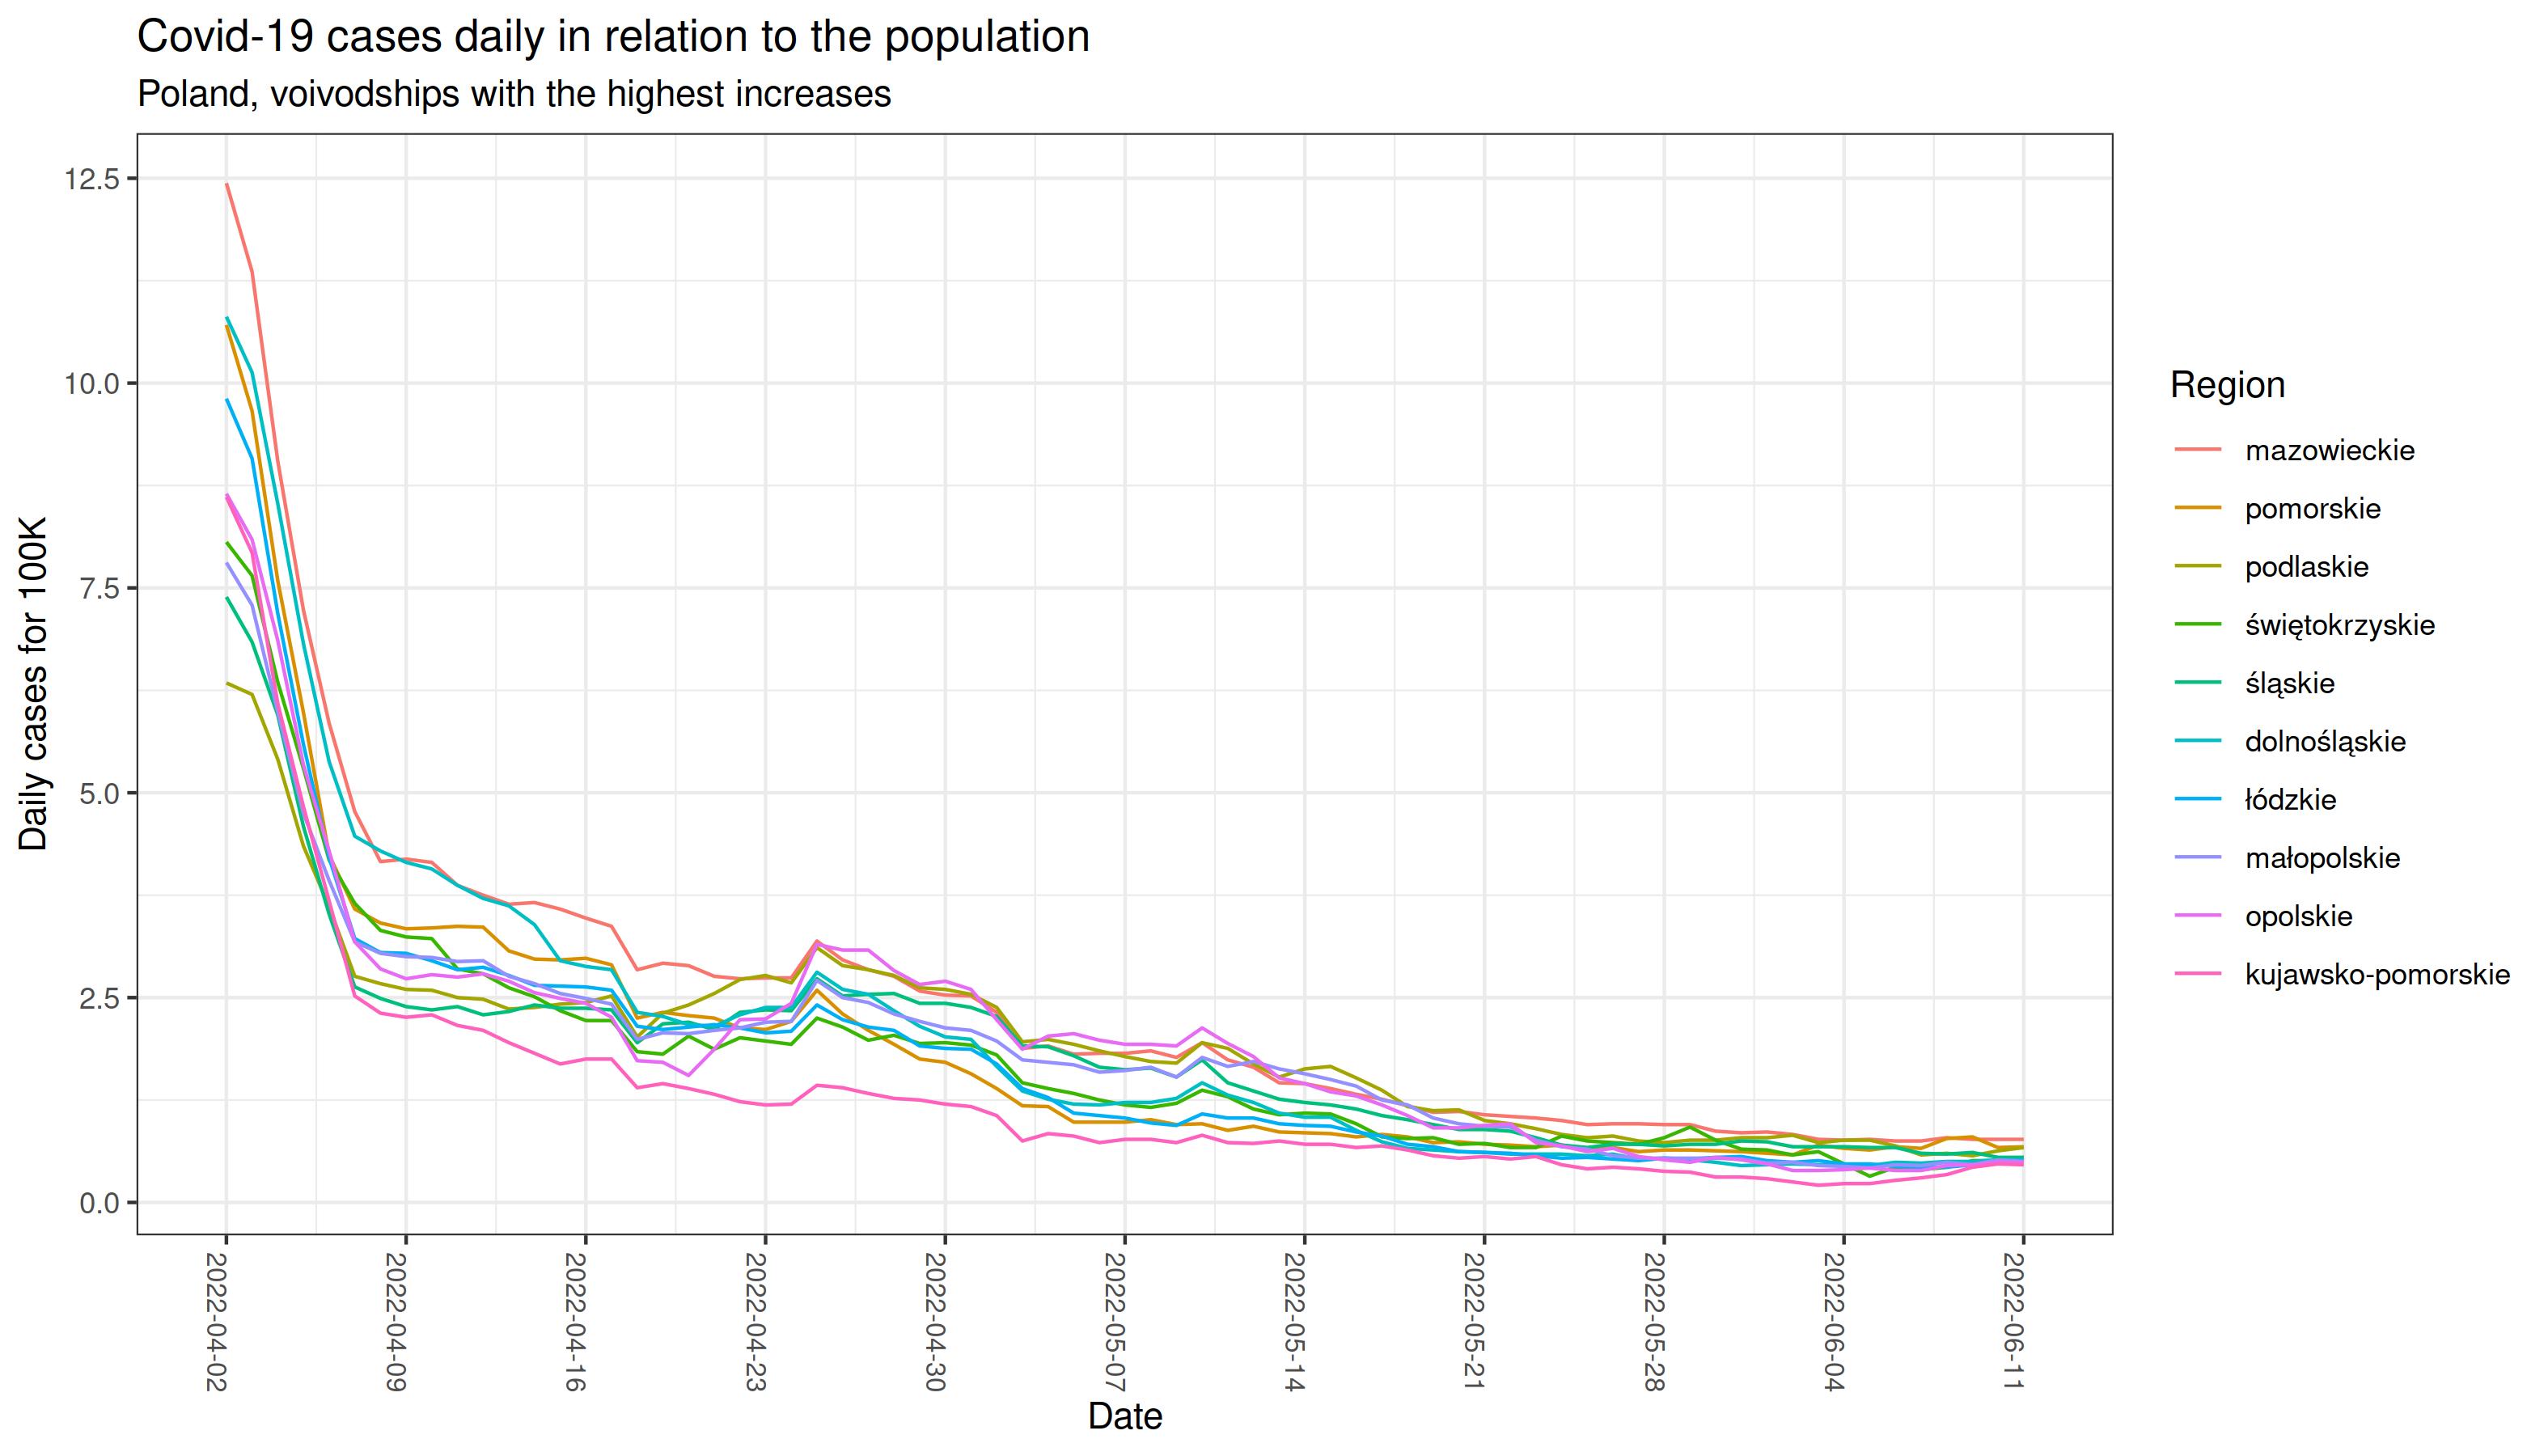 Covid-19 cases daily in relation to the population
Poland, voivodships with the highest increases
Daily cases for 100K
12.5
10.0
7.5
5.0
2.5
0.0
2022-04-02
2022-04-09
2022-04-16
2022-04-23
2022-04-30
2022-05-07
2022-05-14
2022-05-21
2022-05-28
2022-06-04
2022-06-11
Date
Region
mazowieckie
pomorskie
podlaskie
świętokrzyskie
śląskie
dolnośląskie
łódzkie
małopolskie
opolskie
kujawsko-pomorskie